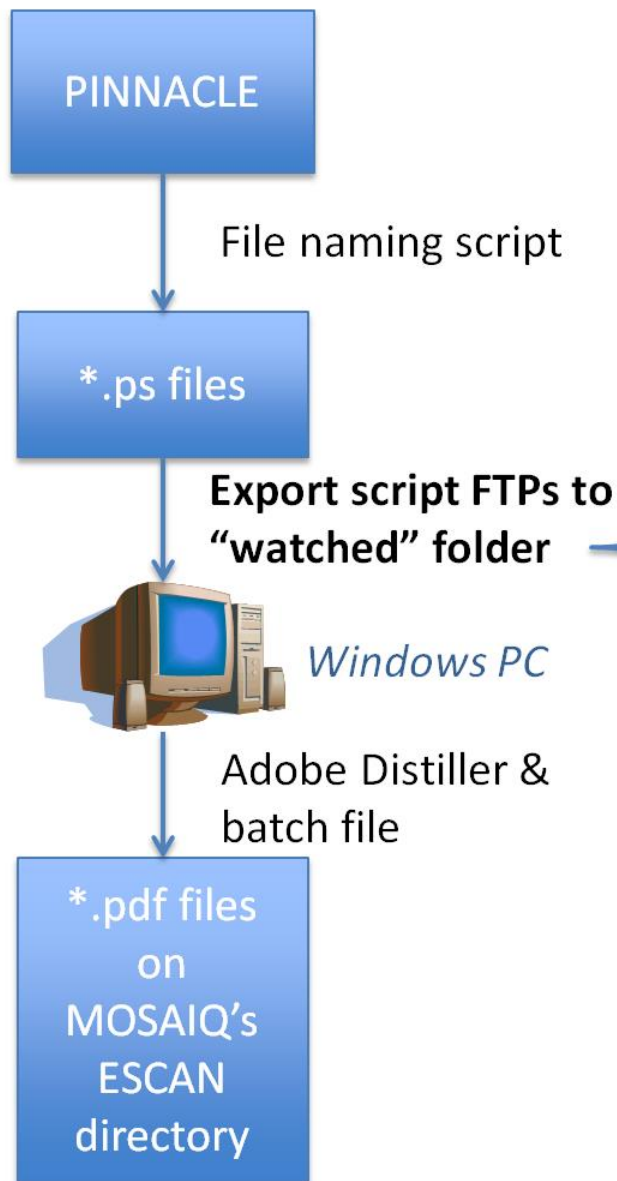 PINNACLE
File naming script
*.ps files
Export script FTPs to
“watched” folder
Windows PC
Adobe Distiller &
batch file
*.pdf files
on
MOSAIQ’s
ESCAN
directory